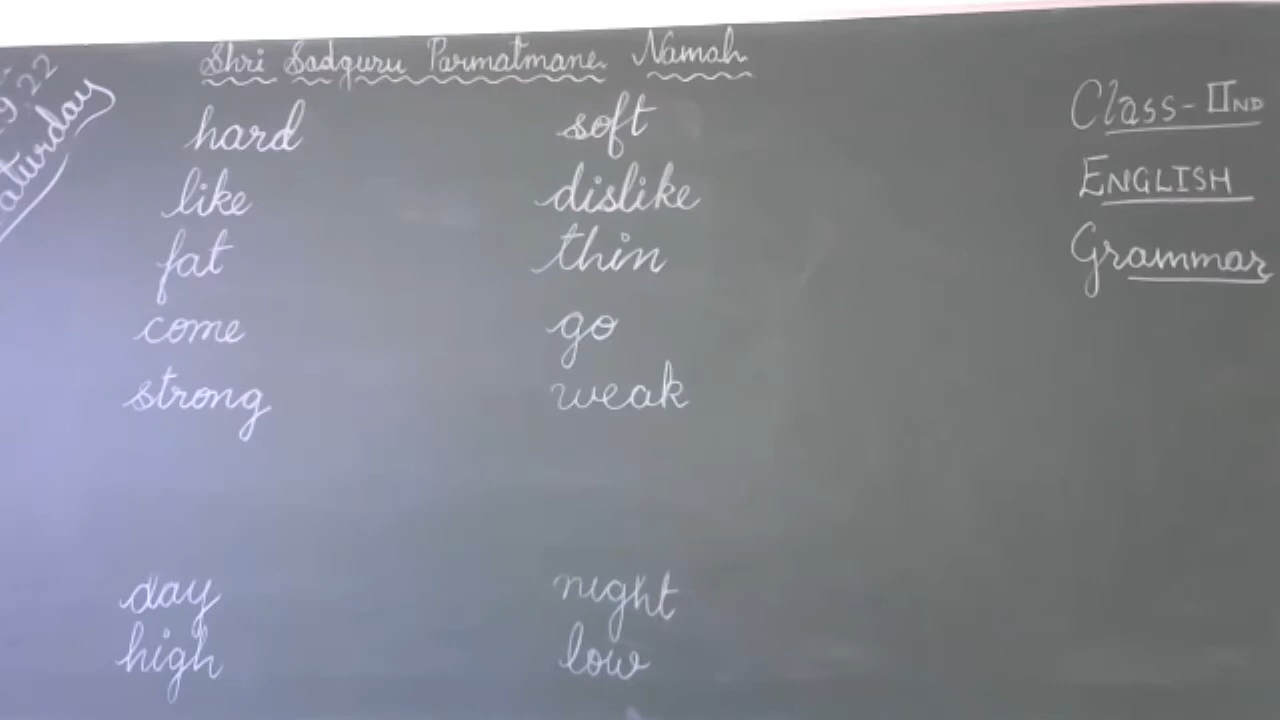 Shri Sadguru Parmatmane Namah
22
hard soft
like dislike
fat thin
come go
strong weak
day night
high low
Class-IIND
ENGLISH
Grammar